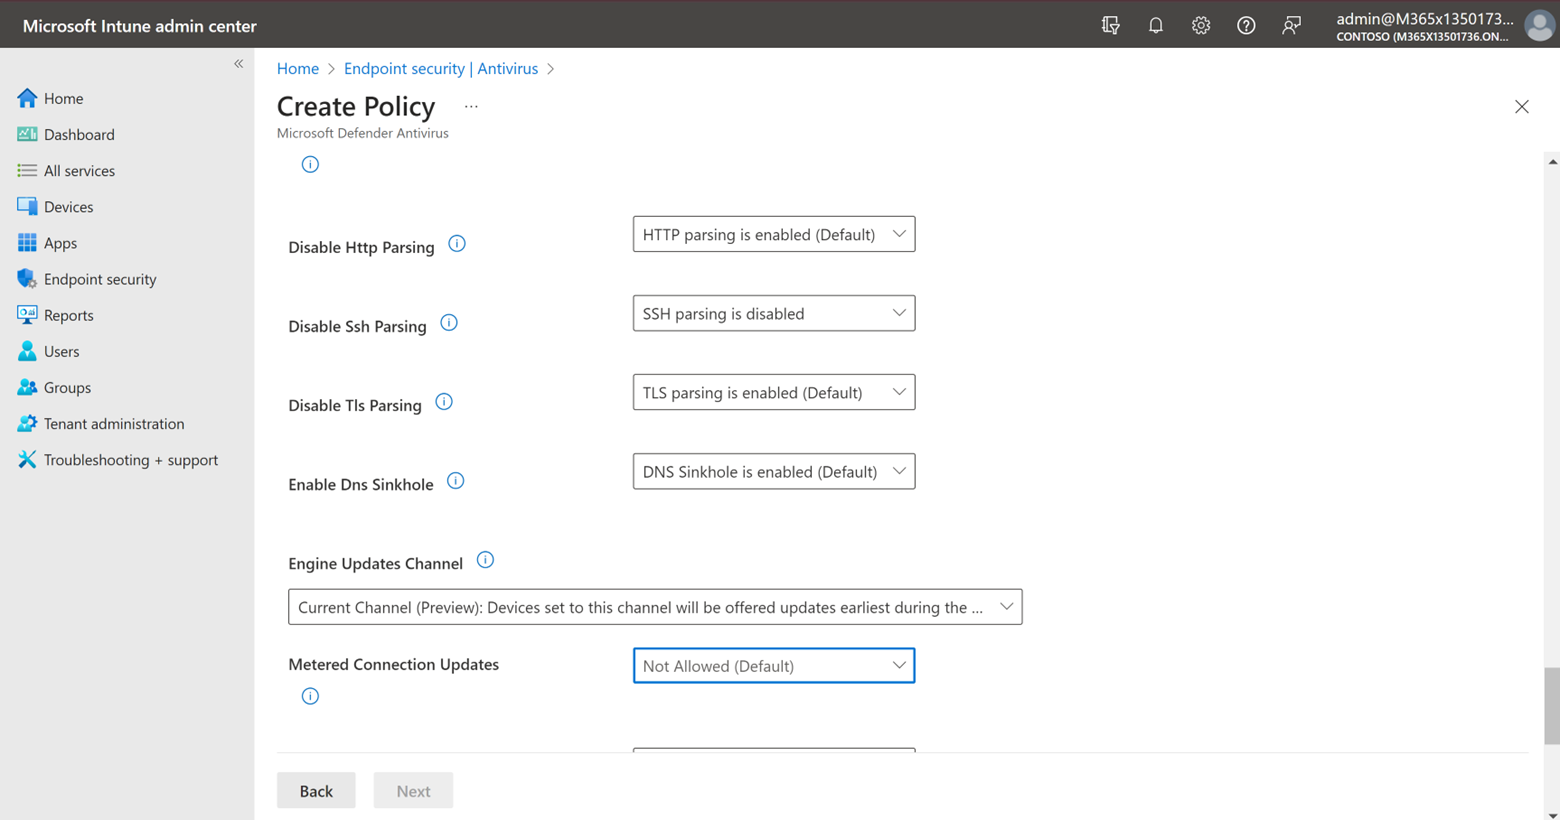 Microsoft Intune admin center
admin@M365x1350173...
CONTOSO (M365X13501736.ON...
Home
Dashboard
All services
Devices
Apps
Endpoint security
Reports
Users
Groups
Tenant administration
Troubleshooting + support
Home > Endpoint security | Antivirus >
Create Policy ...
Microsoft Defender Antivirus
Disable Http Parsing
HTTP parsing is enabled (Default)
Disable Ssh Parsing
SSH parsing is disabled
Disable Tls Parsing
TLS parsing is enabled (Default)
Enable Dns Sinkhole
DNS Sinkhole is enabled (Default)
Engine Updates Channel
Current Channel (Preview): Devices set to this channel will be offered updates earliest during the ...
Metered Connection Updates
Not Allowed (Default)
Back
Next